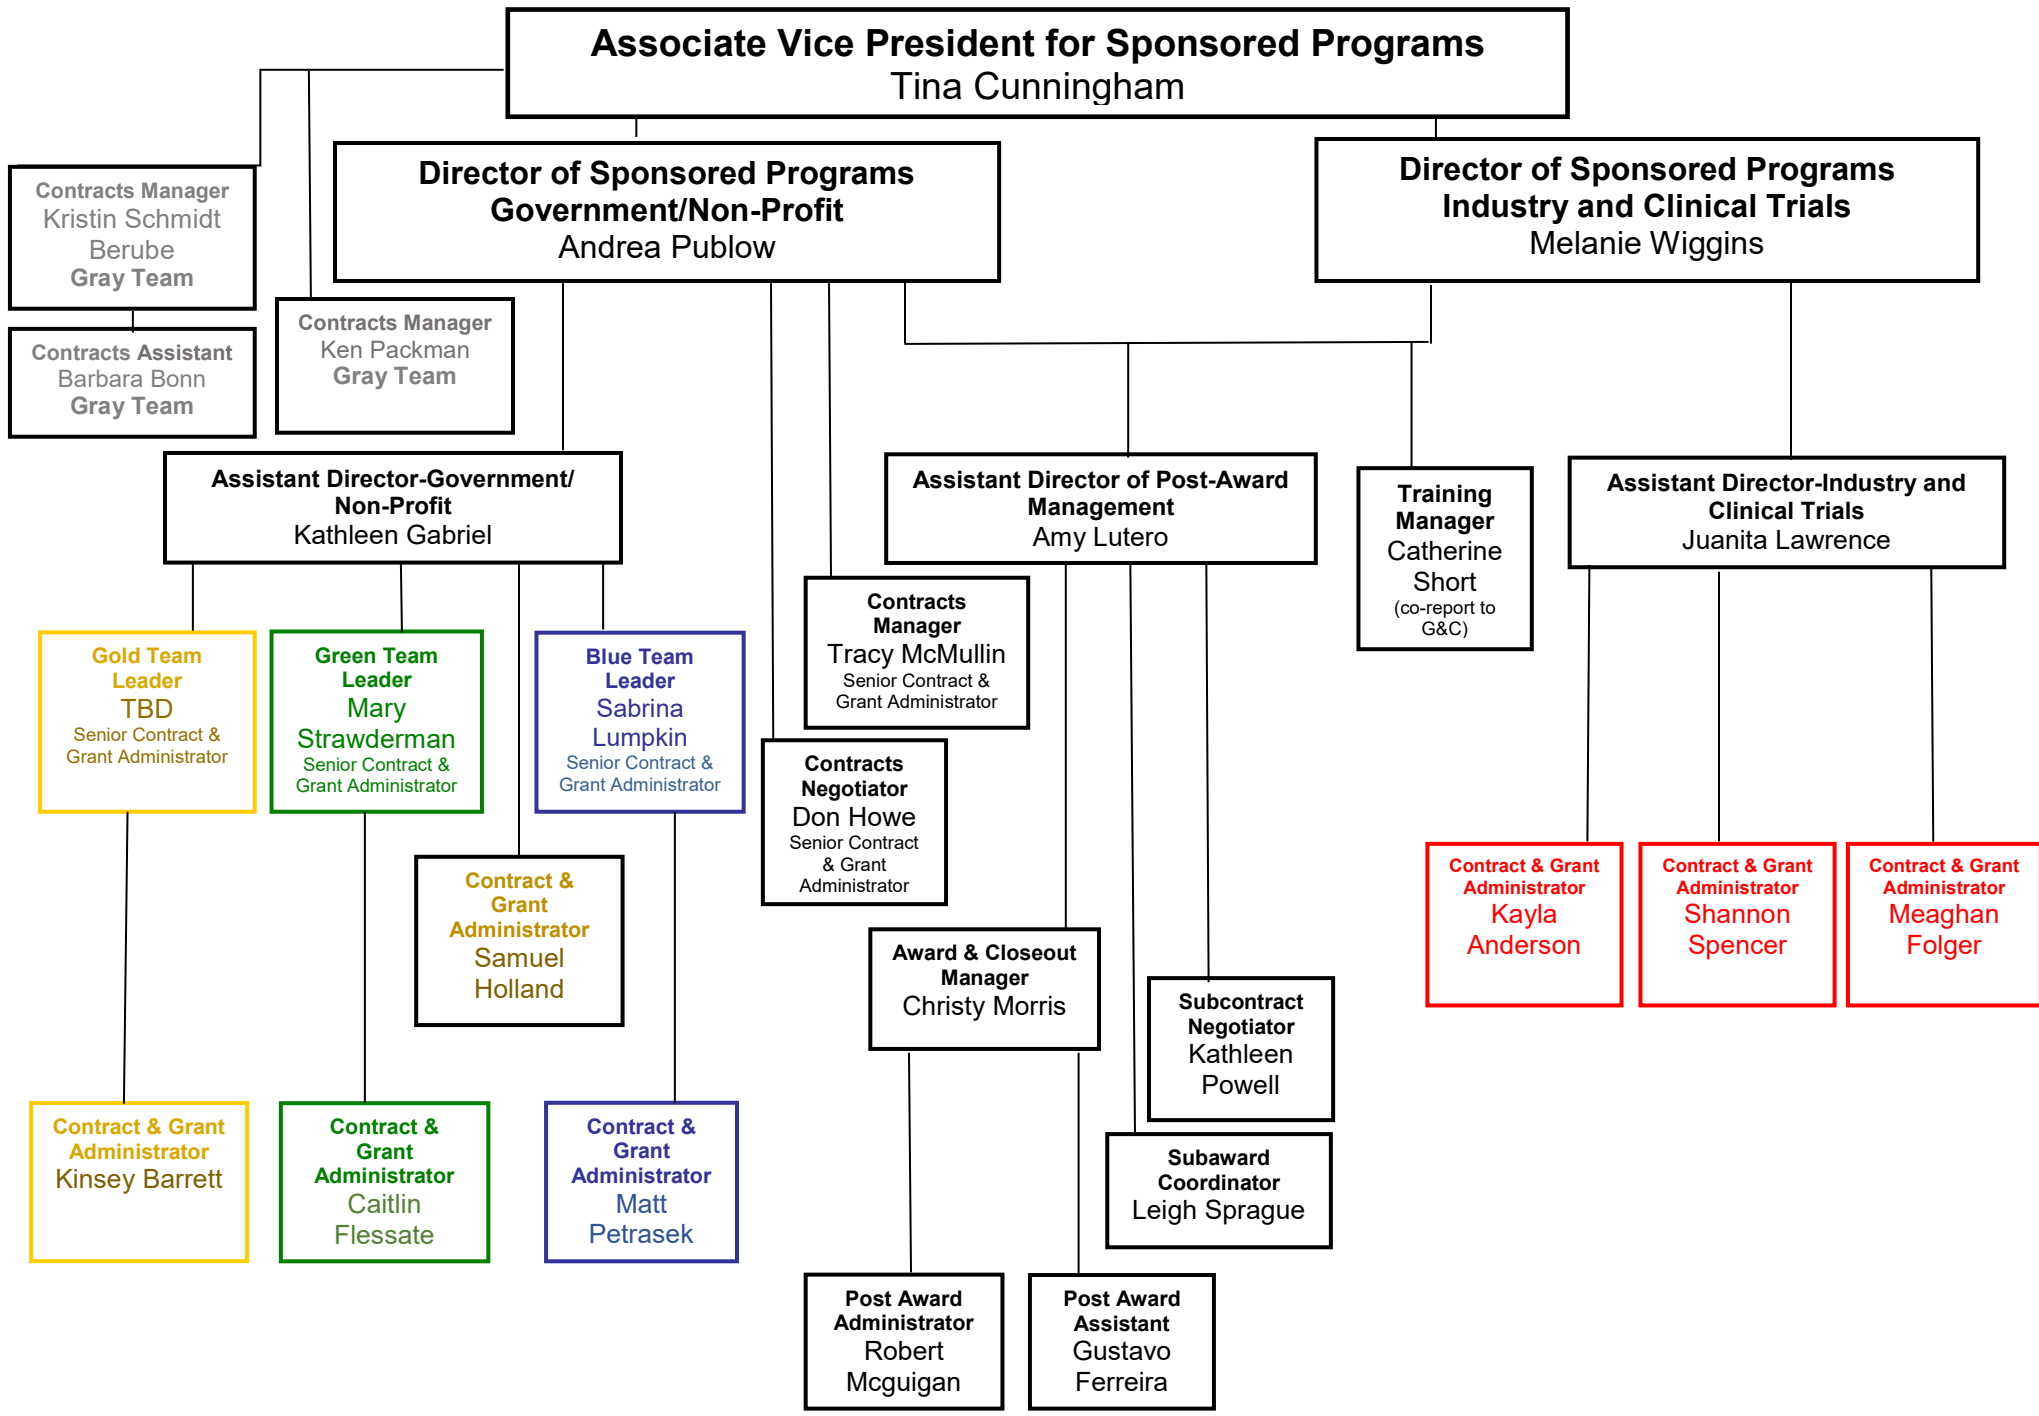 Associate Vice President for Sponsored Programs
Tina Cunningham
Director of Sponsored Programs
Government/Non-Profit
Andrea Publow
Director of Sponsored Programs
Industry and Clinical Trials
Melanie Wiggins
Contracts Manager
Kristin Schmidt
Berube
Gray Team
Contracts Assistant
Barbara Bonn
Gray Team
Contracts Manager
Ken Packman
Gray Team
Assistant Director-Government/
Non-Profit
Kathleen Gabriel
Assistant Director of Post-Award
Management
Amy Lutero
Training
Manager
Catherine
Short
(co-report to
G&C)
Assistant Director-Industry and
Clinical Trials
Juanita Lawrence
Gold Team
Leader
TBD
Senior Contract &
Grant Administrator
Green Team
Leader
Mary
Strawderman
Senior Contract &
Grant Administrator
Blue Team
Leader
Sabrina
Lumpkin
Senior Contract &
Grant Administrator
Contracts
Manager
Tracy McMullin
Senior Contract &
Grant Administrator
Contracts
Negotiator
Don Howe
Senior Contract
& Grant
Administrator
Contract &
Grant
Administrator
Samuel
Holland
Award & Closeout
Manager
Christy Morris
Subcontract
Negotiator
Kathleen
Powell
Contract & Grant
Administrator
Kayla
Anderson
Contract & Grant
Administrator
Shannon
Spencer
Contract & Grant
Administrator
Meaghan
Folger
Contract & Grant
Administrator
Kinsey Barrett
Contract &
Grant
Administrator
Caitlin
Flessate
Contract &
Grant
Administrator
Matt
Petrasek
Subaward
Coordinator
Leigh Sprague
Post Award
Administrator
Robert
Mcguigan
Post Award
Assistant
Gustavo
Ferreira